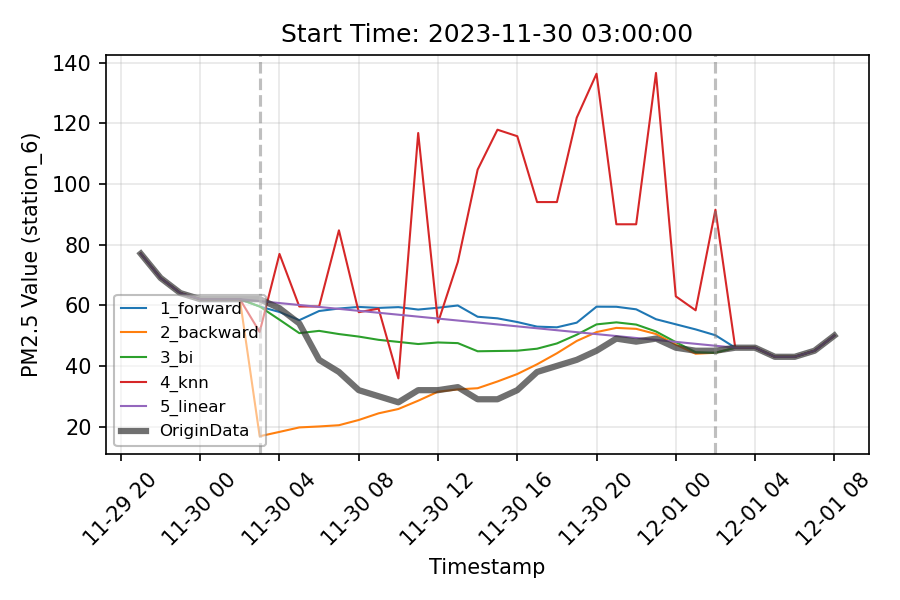 Start Time: 2023-11-30 03:00:00
PM2.5 Value (station_6)
140
120
100
80
60
40
20
1_forward
2_backward
3_bi
4_knn
5_linear
OriginData
11-29 20
11-30 00
11-30 04
11-30 08
11-30 12
11-30 16
11-30 20
12-01 00
12-01 04
12-01 08
Timestamp